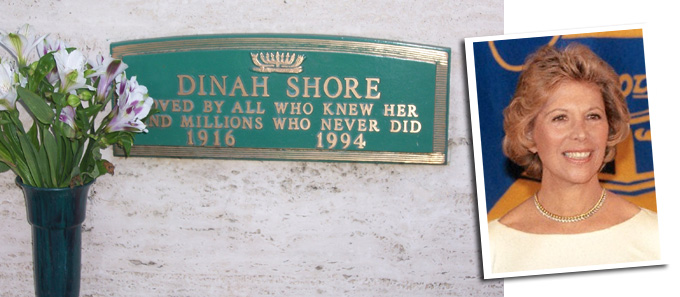 DINAH SHORE
OVED BY ALL WHO KNEW HER
ND MILLIONS WHO NEVER DID
1916 1994